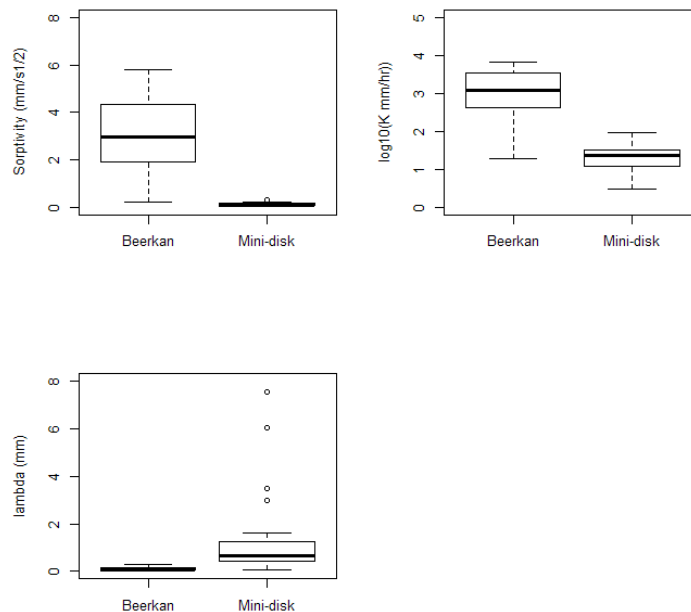 Sorptivity (mm/s1/2)
0
2
4
6
8
Beerkan
Mini-disk
log10(K mm/hr))
0
1
2
3
4
5
Beerkan
Mini-disk
lambda (mm)
0
2
4
6
8
Beerkan
Mini-disk